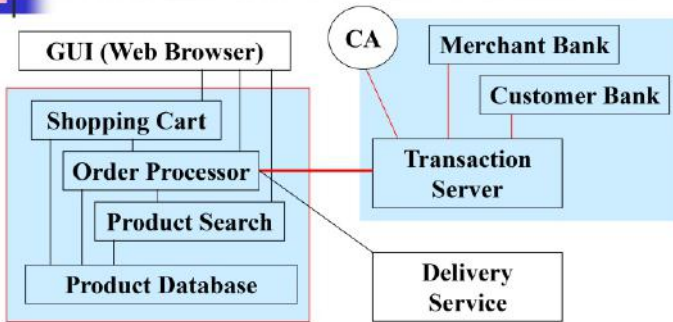 GUI (Web Browser)
Shopping Cart
Order Processor
Product Search
Product Database
CA
Merchant Bank
Customer Bank
Transaction
Server
Delivery
Service